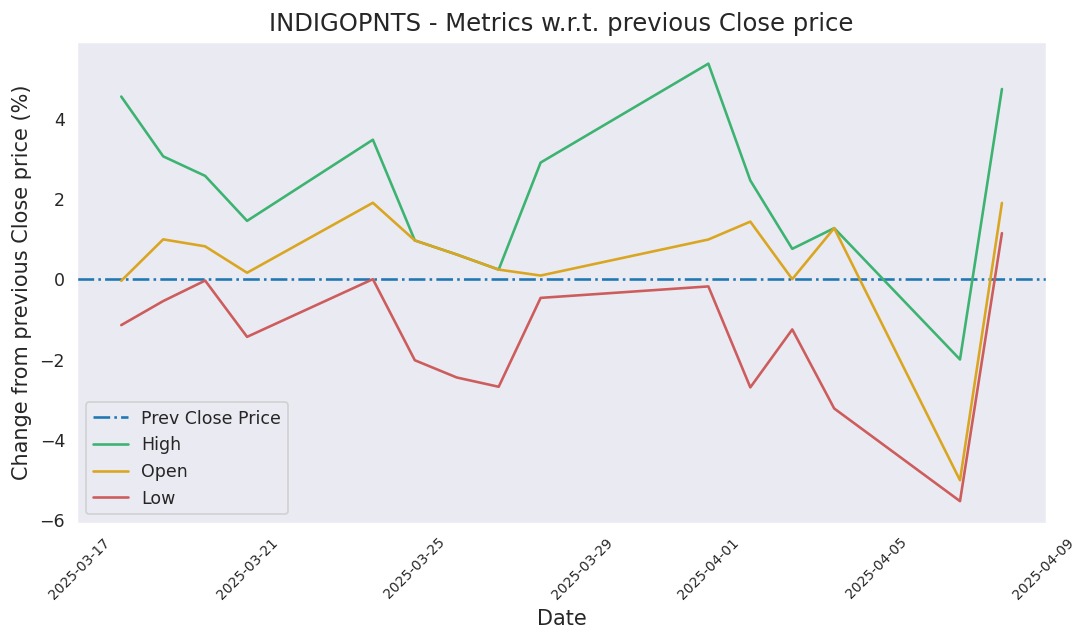 INDIGOPNTS - Metrics w.r.t. previous Close price
Change from previous Close price (%)
4
2
0
−2
−4
−6
Prev Close Price
High
Open
Low
2025-03-17
2025-03-21
2025-03-25
2025-03-29
2025-04-01
2025-04-05
2025-04-09
Date